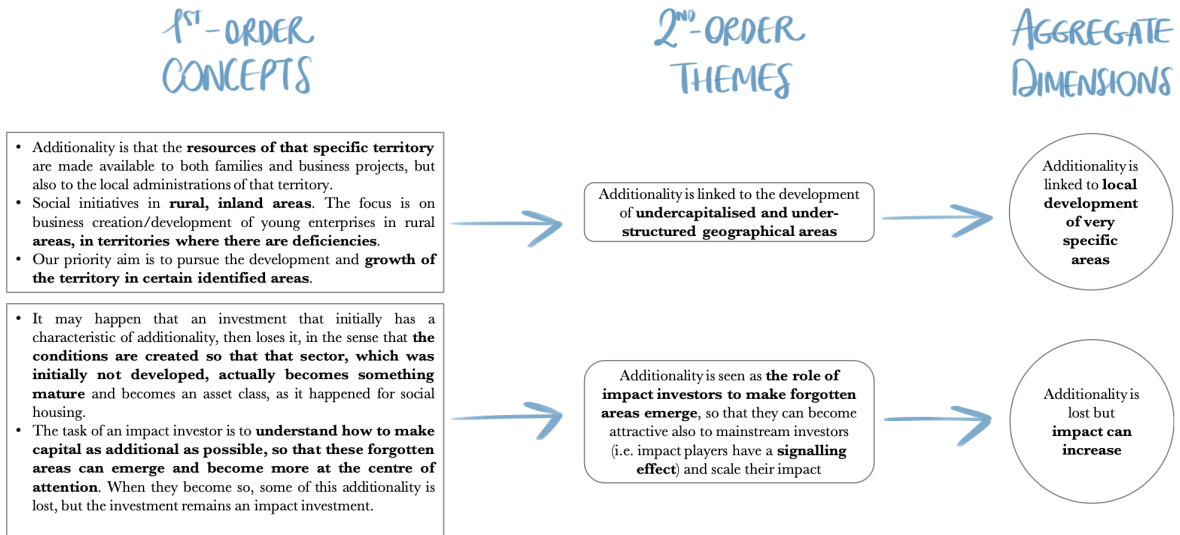 1ST-ORDER
CONCEPTS
2ND-ORDER
THEMES
AGGREGATE
DIMENSIONS
• Additionality is that the resources of that specific territory
are made available to both families and business projects, but
also to the local administrations of that territory.
• Social initiatives in rural, inland areas. The focus is on
business creation/development of young enterprises in rural
areas, in territories where there are deficiencies.
• Our priority aim is to pursue the development and growth of
the territory in certain identified areas.
Additionality is linked to the development
of undercapitalised and under-
structured geographical areas
Additionality is
linked to local
development
of very
specific
areas
• It may happen that an investment that initially has a
characteristic of additionality, then loses it, in the sense that the
conditions are created so that that sector, which was
initially not developed, actually becomes something
mature and becomes an asset class, as it happened for social
housing.
• The task of an impact investor is to understand how to make
capital as additional as possible, so that these forgotten
areas can emerge and become more at the centre of
attention. When they become so, some of this additionality is
lost, but the investment remains an impact investment.
Additionality is seen as the role of
impact investors to make forgotten
areas emerge, so that they can become
attractive also to mainstream investors
(i.e. impact players have a signalling
effect) and scale their impact
Additionality is
lost but
impact can
increase